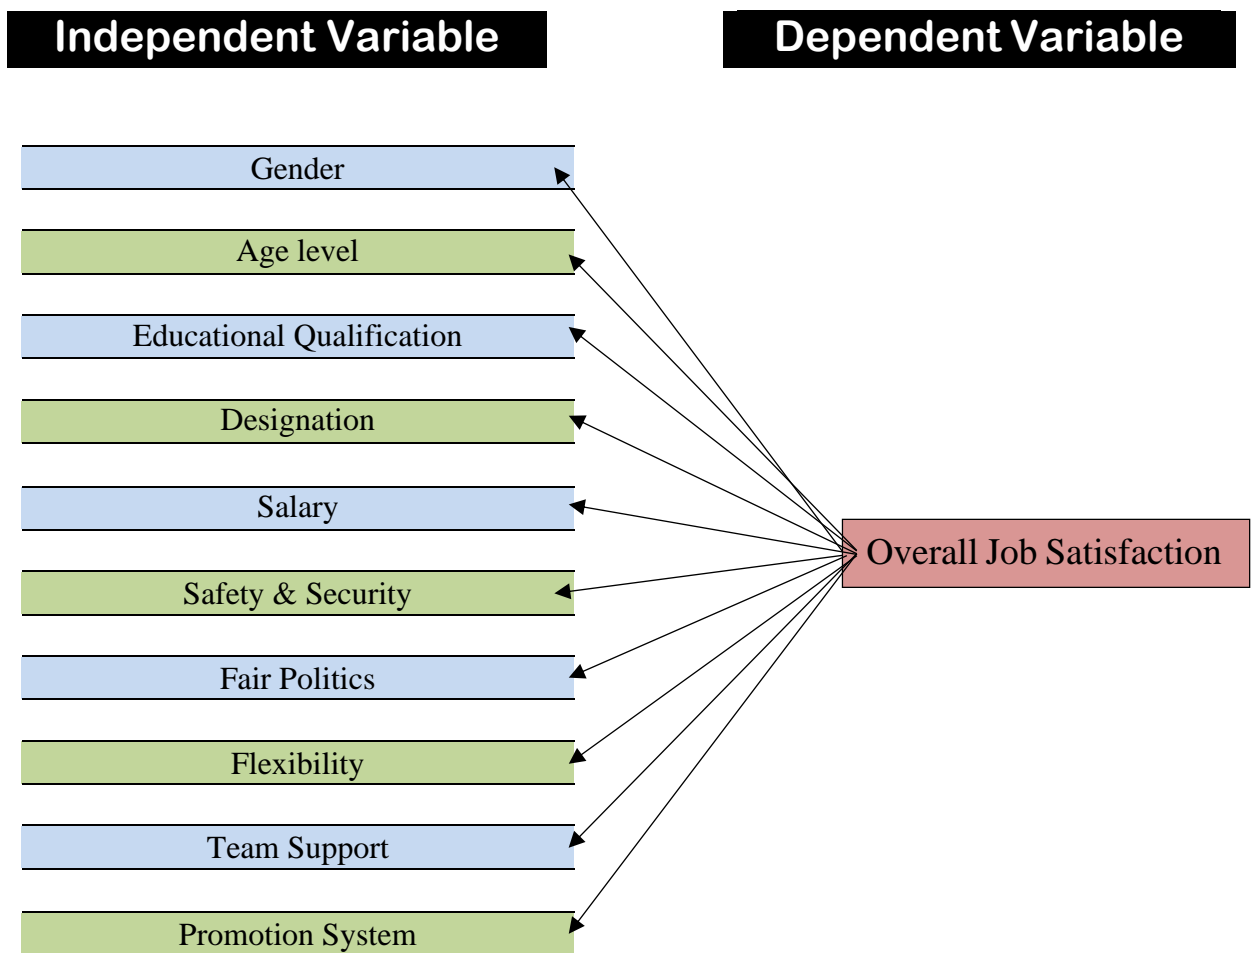 Independent Variable
Dependent Variable
Gender
Age level
Educational Qualification
Designation
Salary
Overall Job Satisfaction
Safety & Security
Fair Politics
Flexibility
Team Support
Promotion System